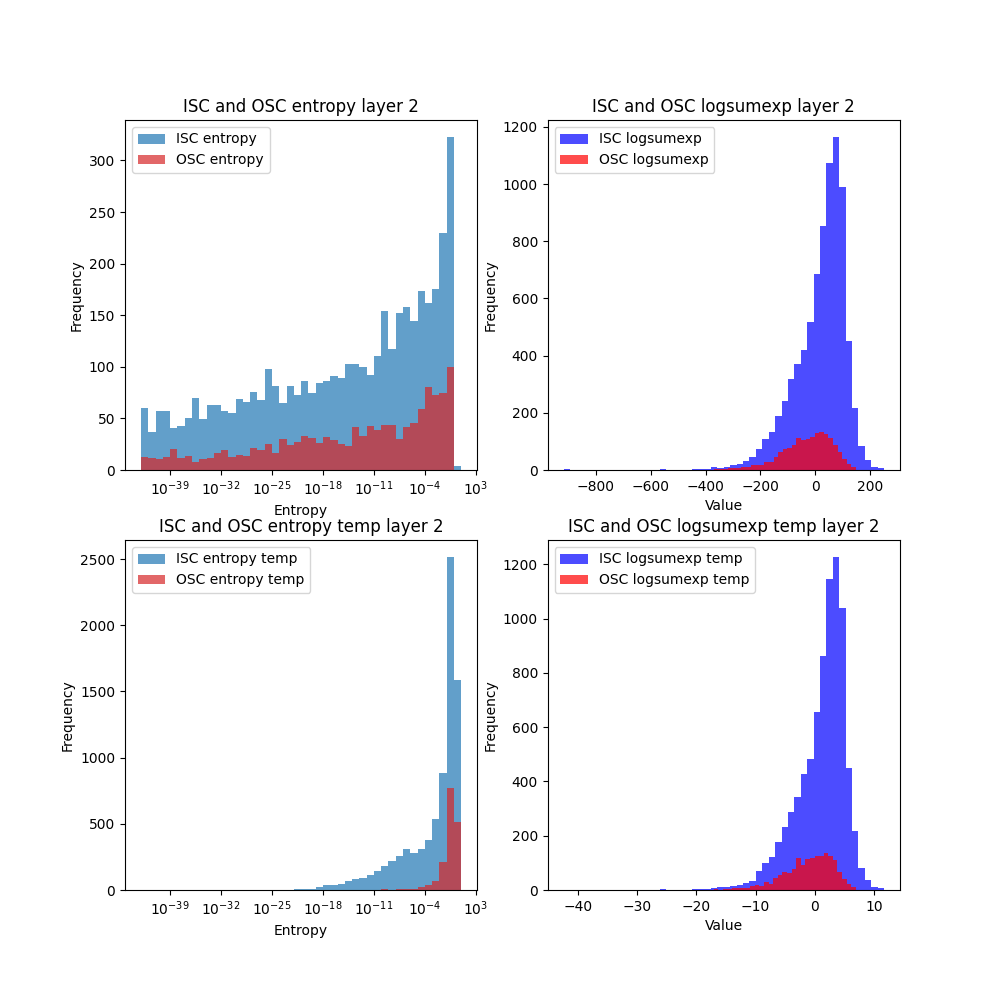 ISC and OSC entropy layer 2
ISC entropy
OSC entropy
Frequency
300
250
200
150
100
50
0
10⁻³⁹ 10⁻³² 10⁻²⁵ 10⁻¹⁸ 10⁻¹¹ 10⁻⁴ 10³
Entropy
ISC and OSC logsumexp layer 2
ISC logsumexp
OSC logsumexp
Frequency
1200
1000
800
600
400
200
0
−800 −600 −400 −200 0 200
Value
ISC and OSC entropy temp layer 2
ISC entropy temp
OSC entropy temp
Frequency
2500
2000
1500
1000
500
0
10⁻³⁹ 10⁻³² 10⁻²⁵ 10⁻¹⁸ 10⁻¹¹ 10⁻⁴ 10³
Entropy
ISC and OSC logsumexp temp layer 2
ISC logsumexp temp
OSC logsumexp temp
Frequency
1200
1000
800
600
400
200
0
−40 −30 −20 −10 0 10
Value